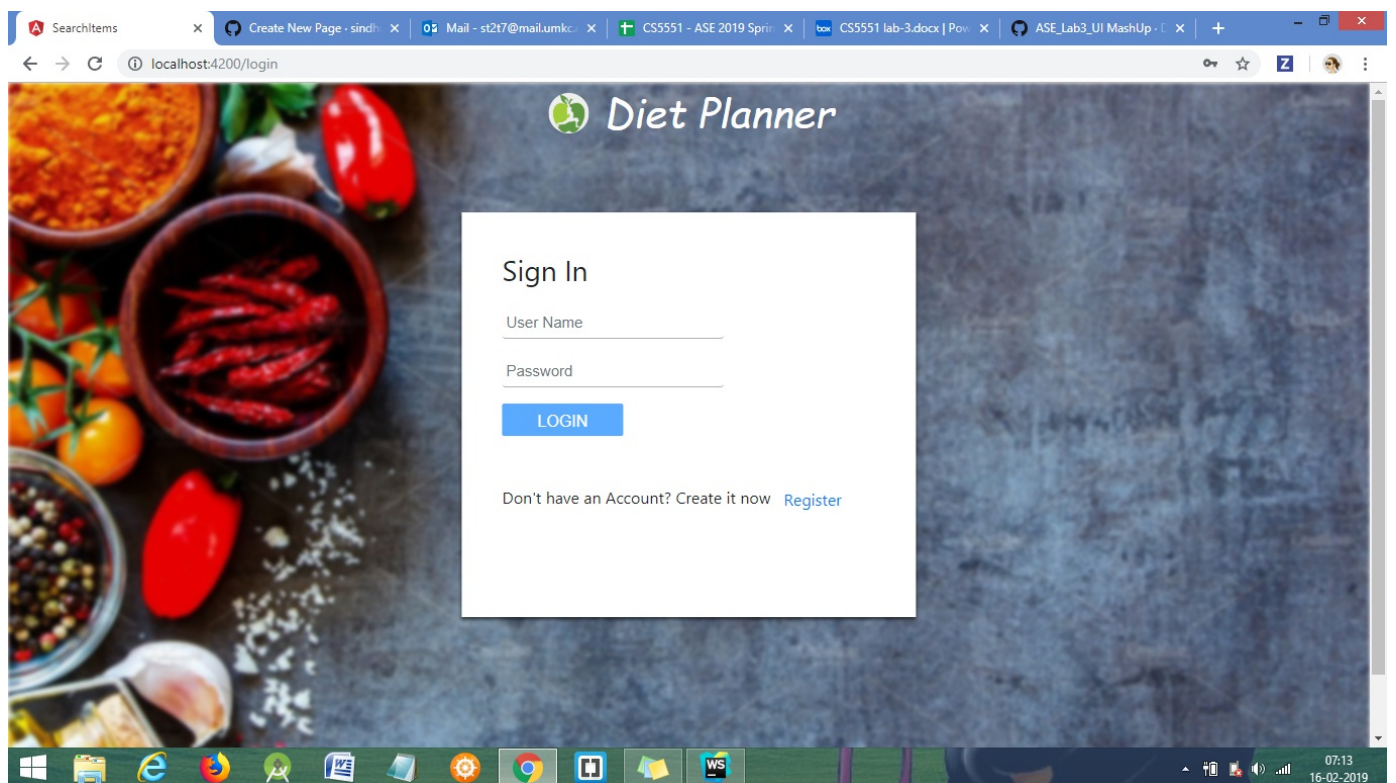 SearchItems
Create New Page · sindh
Mail - st2t7@mail.umkc.
CS5551 - ASE 2019 Sprin
box
CS5551 lab-3.docx | Pow
ASE_Lab3_UI MashUp ·
localhost:4200/login
Z
Diet Planner
Sign In
User Name
Password
LOGIN
Don't have an Account? Create it now Register
WS
07:13
16-02-2019